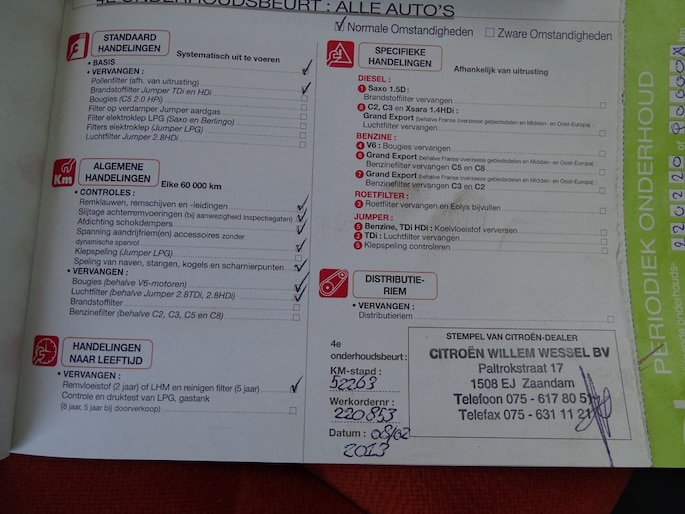 4E ONDERHOUDSBEURT : ALLE AUTO'S
Normale Omstandigheden
Zware Omstandigheden
STANDAARD
HANDELINGEN
Systematisch uit te voeren
• BASIS
• VERVANGEN :
Pollenfilter (afh. van uitrusting)
Brandstoffilter Jumper TDi en HDi
Bougies (C5 2.0 HPi)
Filter op verdamper Jumper aardgas
Filter elektroklep LPG (Saxo en Berlingo)
Filters elektroklep (Jumper LPG)
Luchtfilter Jumper 2.8HDi
Km
ALGEMENE
HANDELINGEN
Elke 60 000 km
• CONTROLES :
Remklauwen, remschijven en -leidingen
Slijtage achterremvoeringen (bij aanwezigheid inspectiegaten)
Afdichting schokdempers
Spanning aandrijfriem(en) accessoires zonder
dynamische spanrol
Klepspeling (Jumper LPG)
Speling van naven, stangen, kogels en scharnierpunten
• VERVANGEN :
Bougies (behalve V6-motoren)
Luchtfilter (behalve Jumper 2.8TDi, 2.8HDi)
Brandstoffilter
Benzinefilter (behalve C2, C3, C5 en C8)
HANDELINGEN
NAAR LEEFTIJD
• VERVANGEN :
Remvloeistof (2 jaar) of LHM en reinigen filter (5 jaar)
Controle en druktest van LPG, gastank
(8 jaar, 5 jaar bij doorverkoop)
SPECIFIEKE
HANDELINGEN
Afhankelijk van uitrusting
DIESEL :
1 Saxo 1.5D :
Brandstoffilter vervangen
8 C2, C3 en Xsara 1.4HDi :
Grand Export (behalve Franse overzeese gebiedsdelen en Midden- en Oost-Europa)
Luchtfilter vervangen
BENZINE :
4 V6 : Bougies vervangen
6 Grand Export (behalve Franse overzeese gebiedsdelen en Midden- en Oost-Europa)
Benzinefilter vervangen C5 en C8
7 Grand Export (behalve Franse overzeese gebiedsdelen en Midden- en Oost-Europa)
Benzinefilter vervangen C3 en C2
ROETFILTER :
3 Roetfilter vervangen en Eolys bijvullen
JUMPER :
Benzine, TDi HDi : Koelvloeistof verversen
2 TDi : Luchtfilter vervangen
5 Klepspeling controleren
DISTRIBUTIE-
RIEM
• VERVANGEN :
Distributieriem
4e
onderhoudsbeurt :
KM-stand :
52263
Werkordernr :
220853
Datum : 08/02
2013
STEMPEL VAN CITROËN-DEALER
CITROËN WILLEM WESSEL BV
Paltrokstraat 17
1508 EJ Zaandam
Telefoon 075 - 617 80 51
Telefax 075 - 631 11 21
PERIODIEK ONDERHOUD